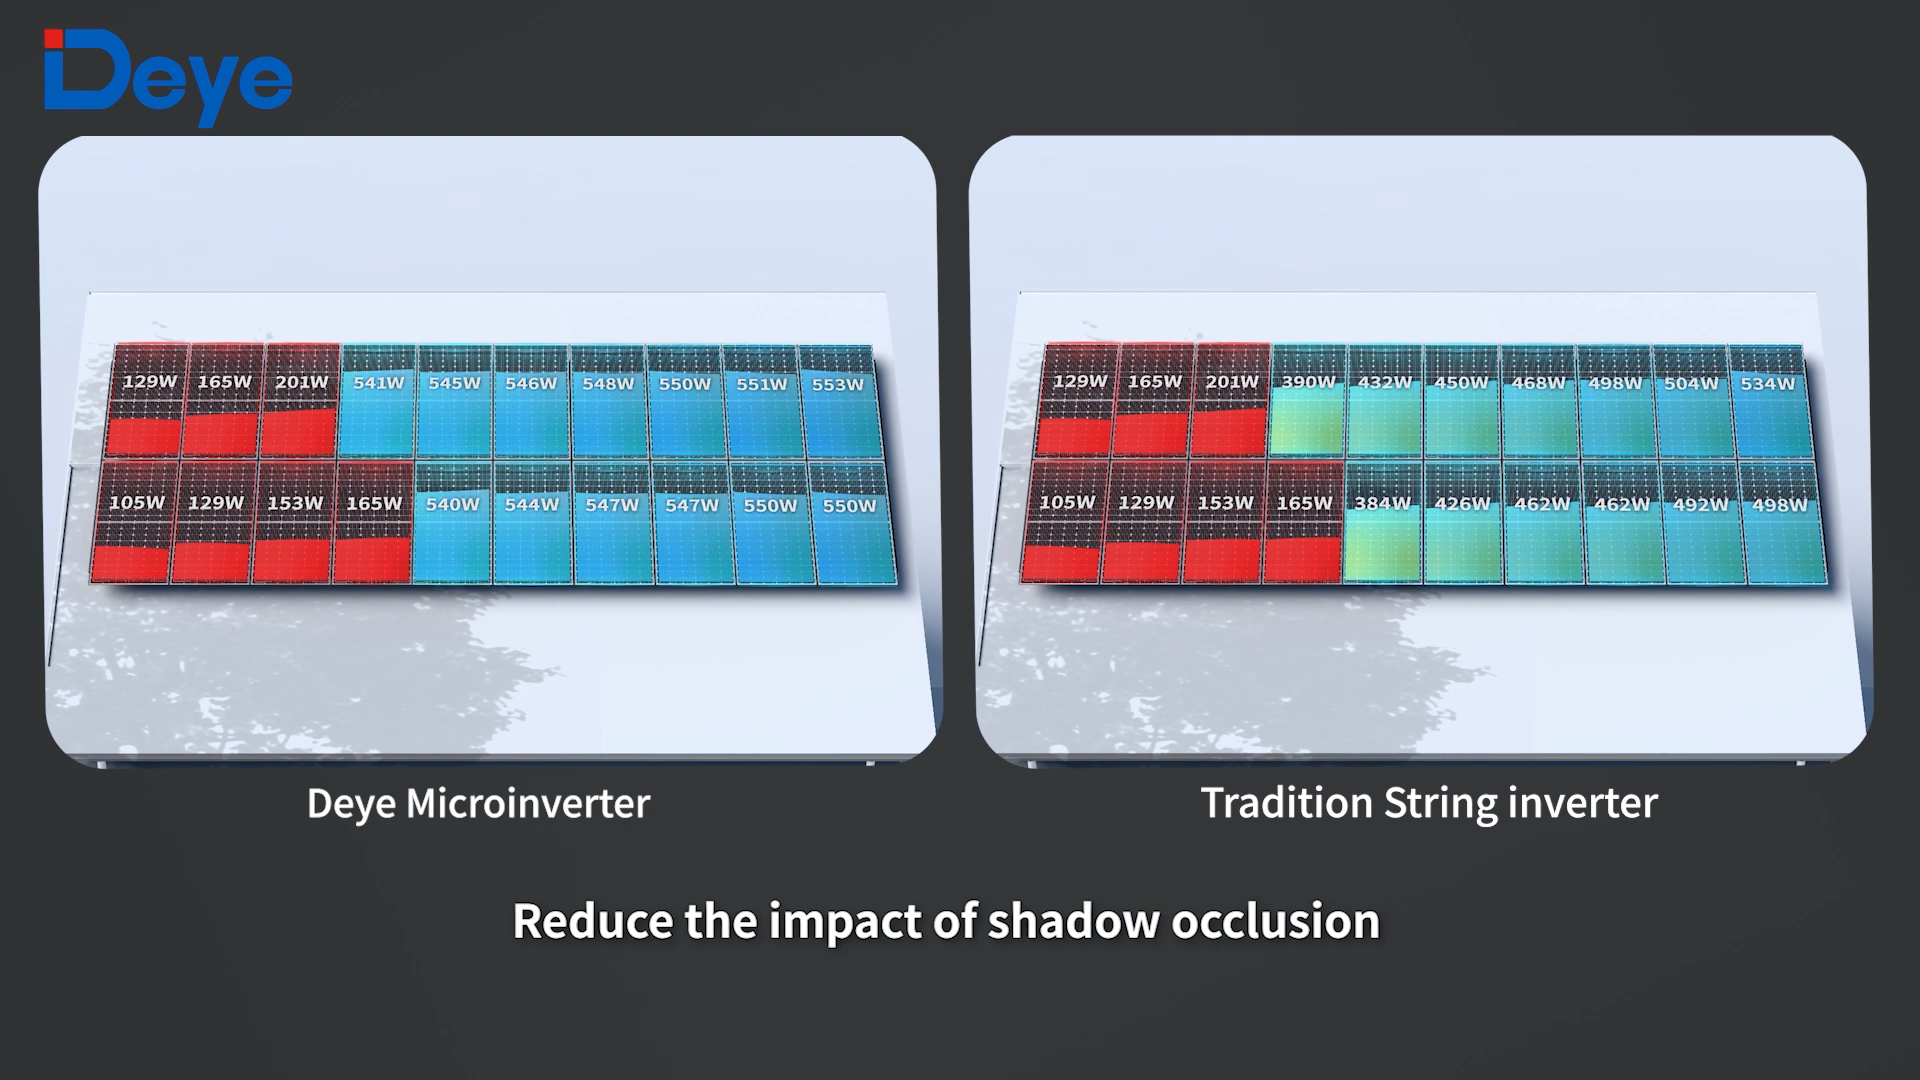 Deye
129W 165W 201W 541W 545W 546W 548W 550W 551W 553W
105W 129W 153W 165W 540W 544W 547W 547W 550W 550W
Deye Microinverter
129W 165W 201W 390W 432W 450W 468W 498W 504W 534W
105W 129W 153W 165W 384W 426W 462W 462W 492W 498W
Tradition String inverter
Reduce the impact of shadow occlusion